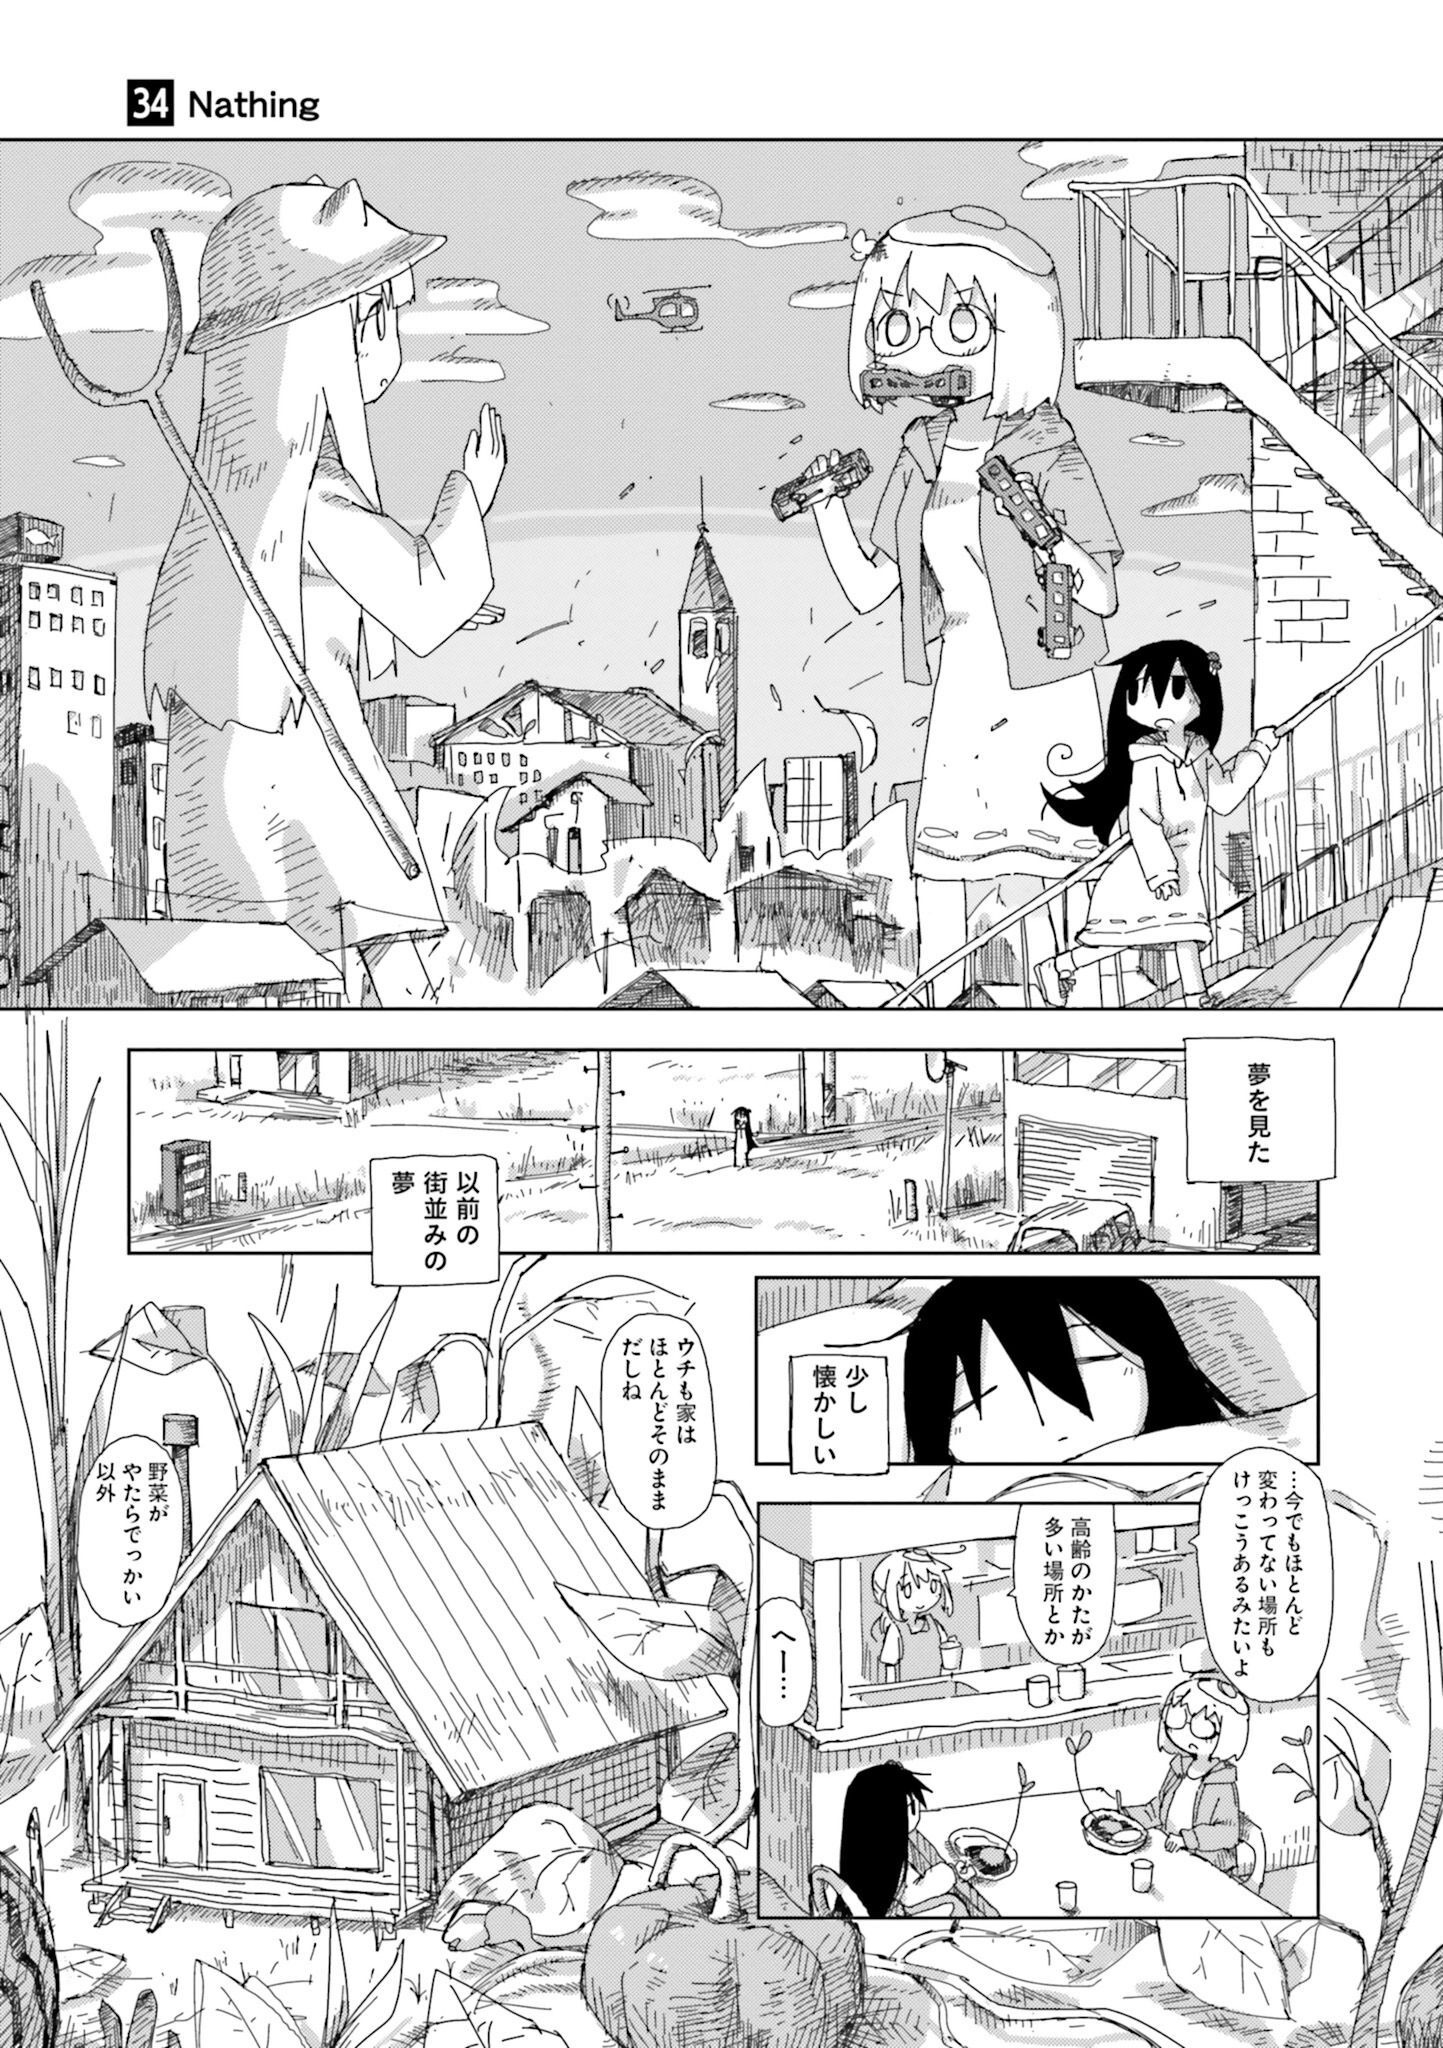 34 Nathing
夢を見た
以前の
街並みの
夢
少し
懐かしい
…今でもほとんど
変わってない場所も
けっこうあるみたいよ
高齢のかたが
多い場所とか
へー…
ウチも家は
ほとんどそのまま
だしね
野菜が
やたらでっかい
以外